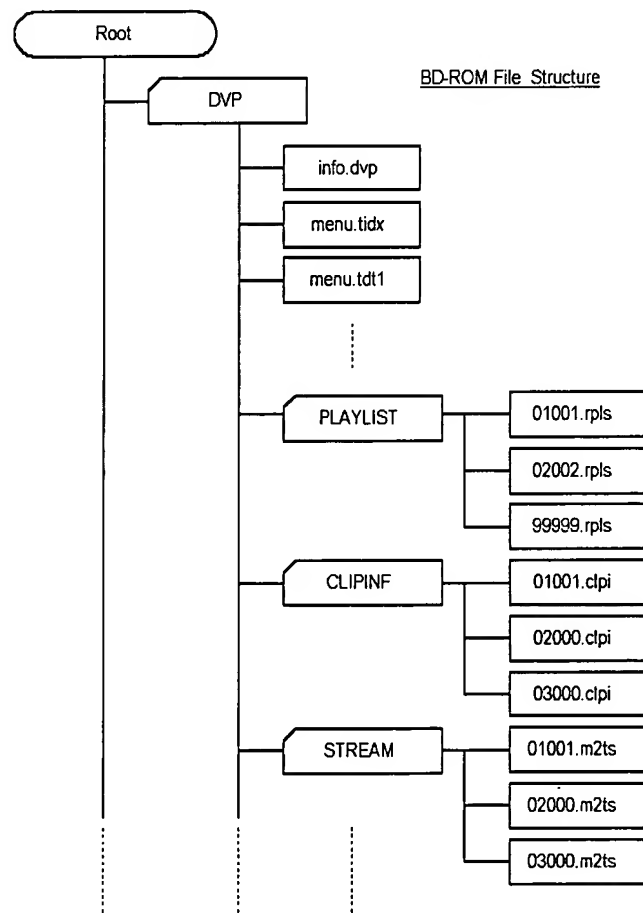 Root
BD-ROM File Structure
DVP
info.dvp
menu.tidx
menu.tdt1
PLAYLIST
01001.rpls
02002.rpls
99999.rpls
CLIPINF
01001.clpi
02000.clpi
03000.clpi
STREAM
01001.m2ts
02000.m2ts
03000.m2ts